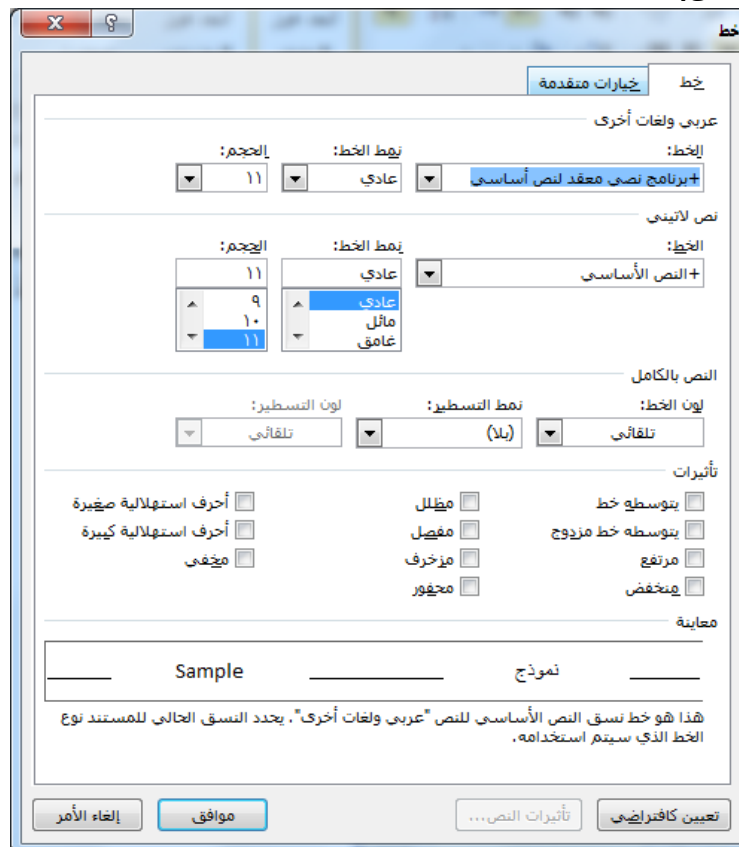 خط
خط خيارات متقدمة
عربي ولغات أخرى
الخط: نمط الخط: الحجم:
+برنامج نصي معقد لنص أساسي عادي ١١
نص لاتيني
الخط: نمط الخط: الحجم:
+النص الأساسي عادي ١١
عادي ٩
مائل ١٠
غامق ١١
النص بالكامل
لون الخط: نمط التسطير: لون التسطير:
تلقائي (بلا) تلقائي
تأثيرات
يتوسطه خط مظلل أحرف استهلالية صغيرة
يتوسطه خط مزدوج مفصل أحرف استهلالية كبيرة
مرتفع مزخرف مخفي
منخفض محفور
معاينة
نموذج Sample
هذا هو خط نسق النص الأساسي للنص "عربي ولغات أخرى". يحدد النسق الحالي للمستند نوع
الخط الذي سيتم استخدامه.
تعيين كافتراضي تأثيرات النص... موافق إلغاء الأمر